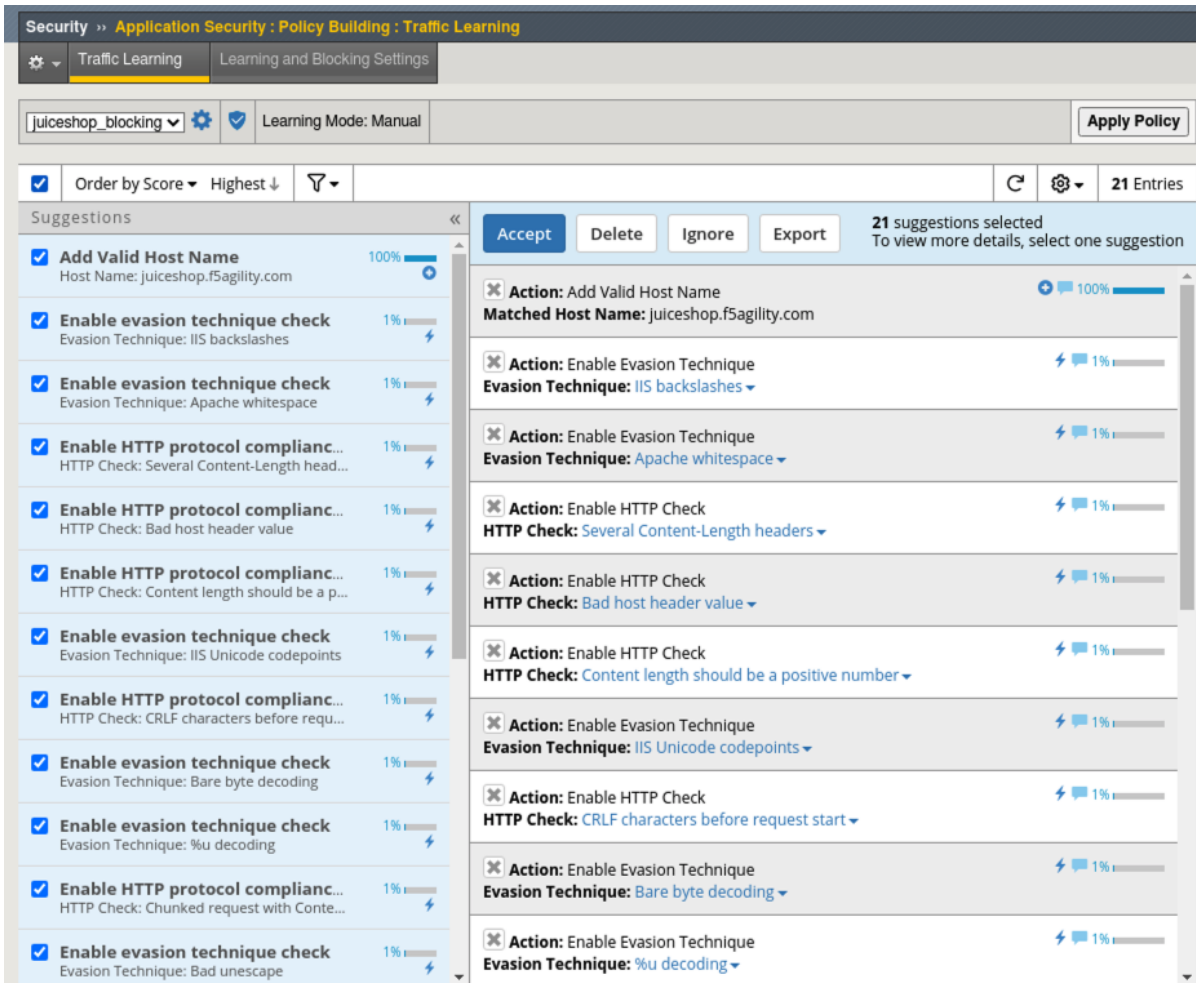 Security ›› Application Security : Policy Building : Traffic Learning
Traffic Learning
Learning and Blocking Settings
juiceshop_blocking
Learning Mode: Manual
Apply Policy
Order by Score
Highest
21 Entries
Suggestions
«
Add Valid Host Name
100%
Host Name: juiceshop.f5agility.com
Enable evasion technique check
1%
Evasion Technique: IIS backslashes
Enable evasion technique check
1%
Evasion Technique: Apache whitespace
Enable HTTP protocol complianc...
1%
HTTP Check: Several Content-Length head...
Enable HTTP protocol complianc...
1%
HTTP Check: Bad host header value
Enable HTTP protocol complianc...
1%
HTTP Check: Content length should be a p...
Enable evasion technique check
1%
Evasion Technique: IIS Unicode codepoints
Enable HTTP protocol complianc...
1%
HTTP Check: CRLF characters before requ...
Enable evasion technique check
1%
Evasion Technique: Bare byte decoding
Enable evasion technique check
1%
Evasion Technique: %u decoding
Enable HTTP protocol complianc...
1%
HTTP Check: Chunked request with Conte...
Enable evasion technique check
1%
Evasion Technique: Bad unescape
Accept
Delete
Ignore
Export
21 suggestions selected
To view more details, select one suggestion
Action: Add Valid Host Name
100%
Matched Host Name: juiceshop.f5agility.com
Action: Enable Evasion Technique
1%
Evasion Technique: IIS backslashes
Action: Enable Evasion Technique
1%
Evasion Technique: Apache whitespace
Action: Enable HTTP Check
1%
HTTP Check: Several Content-Length headers
Action: Enable HTTP Check
1%
HTTP Check: Bad host header value
Action: Enable HTTP Check
1%
HTTP Check: Content length should be a positive number
Action: Enable Evasion Technique
1%
Evasion Technique: IIS Unicode codepoints
Action: Enable HTTP Check
1%
HTTP Check: CRLF characters before request start
Action: Enable Evasion Technique
1%
Evasion Technique: Bare byte decoding
Action: Enable Evasion Technique
1%
Evasion Technique: %u decoding